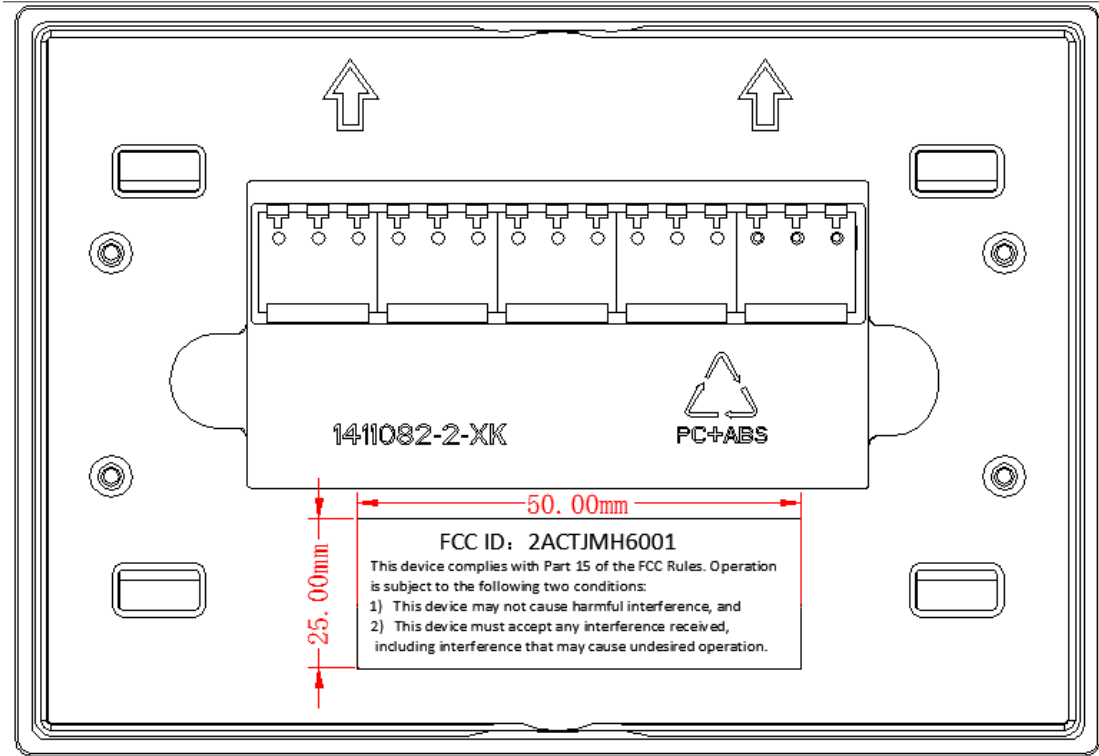 1411082-2-XK
PC+ABS
50.00mm
25.00mm
FCC ID：2ACTJMH6001
This device complies with Part 15 of the FCC Rules. Operation
is subject to the following two conditions:
1) This device may not cause harmful interference, and
2) This device must accept any interference received,
including interference that may cause undesired operation.